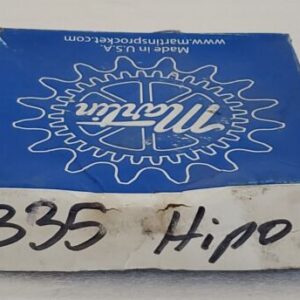 Martin
www.martinsprocket.com
Made in U.S.A.
335 Hipo